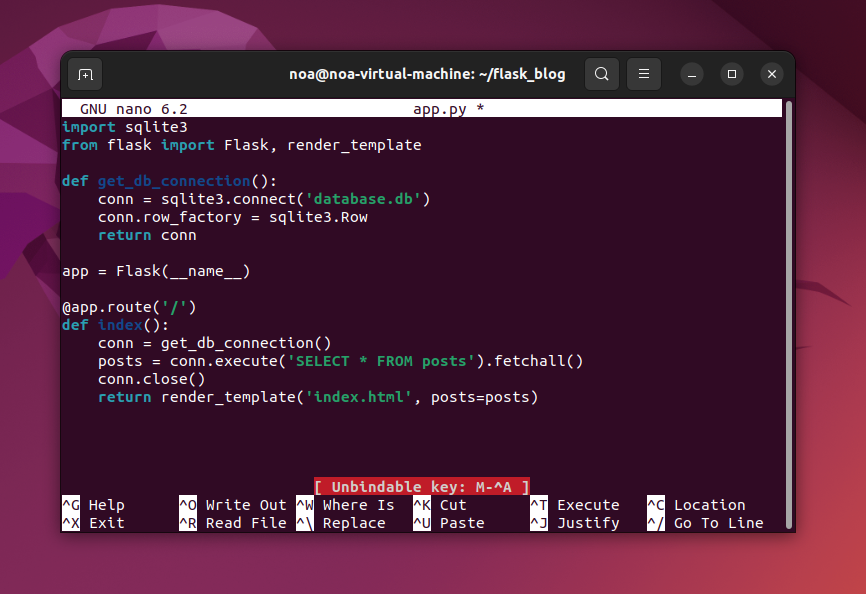 noa@noa-virtual-machine: ~/flask_blog
GNU nano 6.2 app.py *
import sqlite3
from flask import Flask, render_template
def get_db_connection():
    conn = sqlite3.connect('database.db')
    conn.row_factory = sqlite3.Row
    return conn
app = Flask(__name__)
@app.route('/')
def index():
    conn = get_db_connection()
    posts = conn.execute('SELECT * FROM posts').fetchall()
    conn.close()
    return render_template('index.html', posts=posts)
[ Unbindable key: M-^A ]
^G Help ^O Write Out ^W Where Is ^K Cut ^T Execute ^C Location
^X Exit ^R Read File ^\ Replace ^U Paste ^J Justify ^/ Go To Line